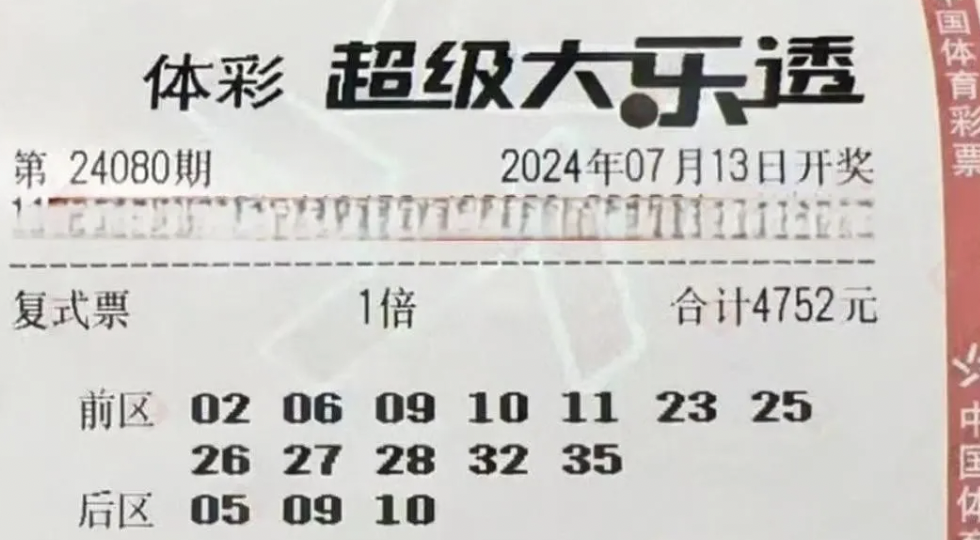 体彩 超级大乐透
第 24080期 2024年07月13日开奖
复式票 1倍 合计4752元
前区 02 06 09 10 11 23 25
26 27 28 32 35
后区 05 09 10
国体育彩票
中国体